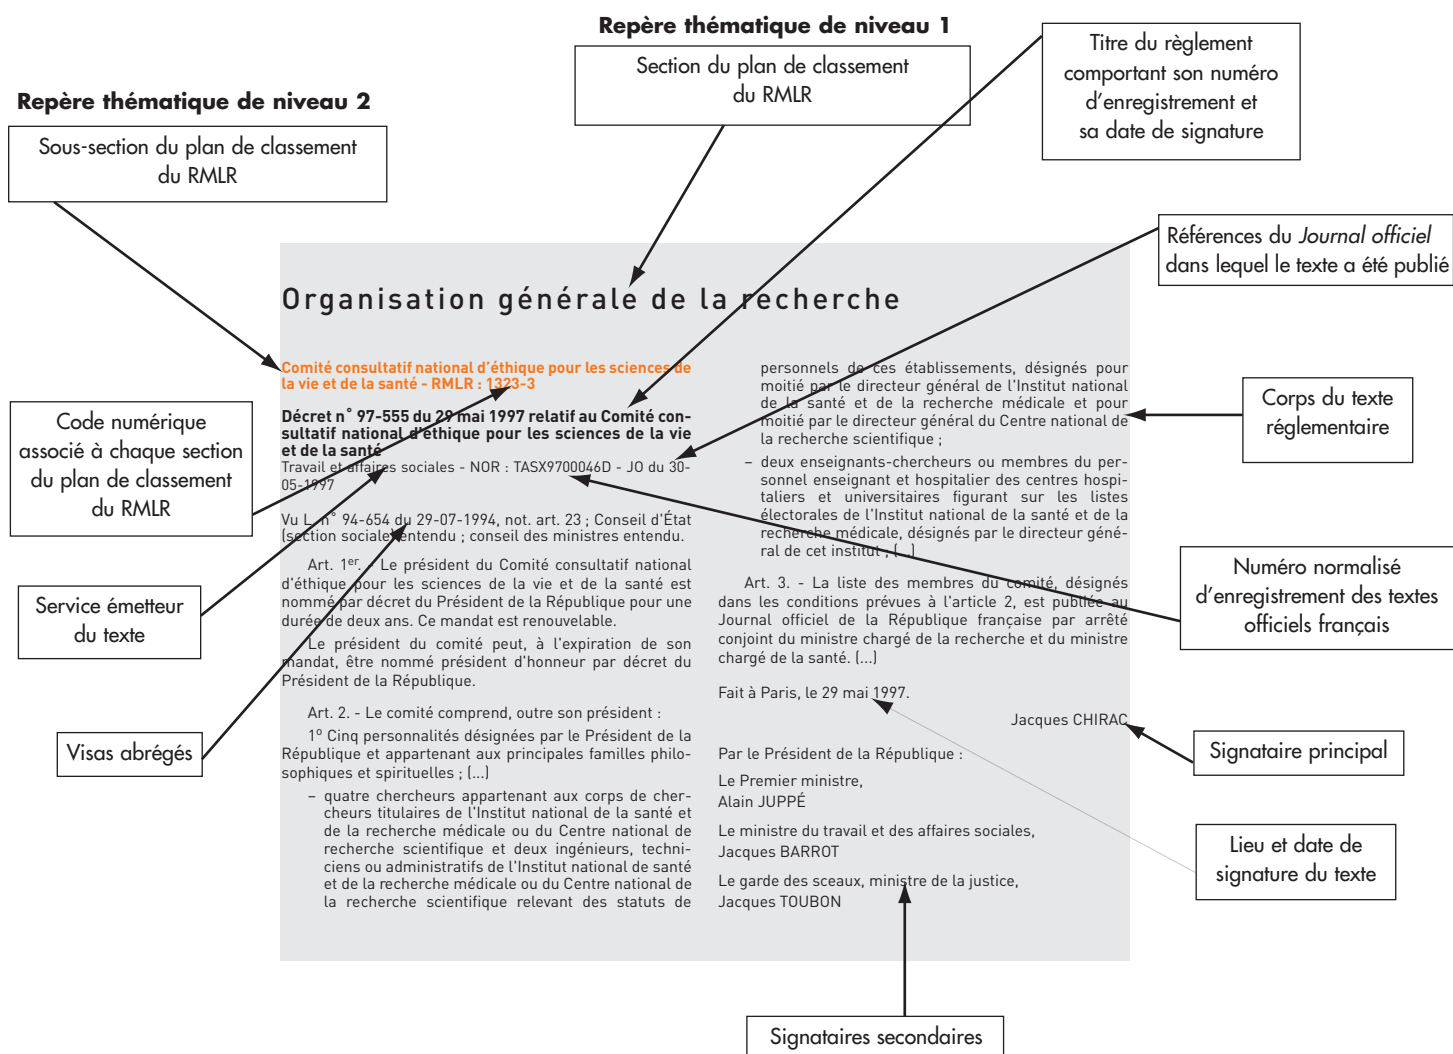 Repère thématique de niveau 1
Section du plan de classement
du RMLR
Titre du règlement
comportant son numéro
d'enregistrement et
sa date de signature
Repère thématique de niveau 2
Sous-section du plan de classement
du RMLR
Références du Journal officiel
dans lequel le texte a été publié
Organisation générale de la recherche
Comité consultatif national d'éthique pour les sciences de
la vie et de la santé - RMLR : 1323-3
Décret n° 97-555 du 29 mai 1997 relatif au Comité con-
sultatif national d'éthique pour les sciences de la vie
et de la santé
Travail et affaires sociales - NOR : TASX9700046D - JO du 30-
05-1997
Vu L. n° 94-654 du 29-07-1994, not. art. 23 ; Conseil d'État
(section sociale) entendu ; conseil des ministres entendu.
Art. 1er. - Le président du Comité consultatif national
d'éthique pour les sciences de la vie et de la santé est
nommé par décret du Président de la République pour une
durée de deux ans. Ce mandat est renouvelable.
Le président du comité peut, à l'expiration de son
mandat, être nommé président d'honneur par décret du
Président de la République.
Art. 2. - Le comité comprend, outre son président :
1° Cinq personnalités désignées par le Président de la
République et appartenant aux principales familles philo-
sophiques et spirituelles ; (...)
– quatre chercheurs appartenant aux corps de cher-
cheurs titulaires de l'Institut national de la santé et
de la recherche médicale ou du Centre national de
recherche scientifique et deux ingénieurs, techni-
ciens ou administratifs de l'Institut national de santé
et de la recherche médicale ou du Centre national de
la recherche scientifique relevant des statuts de
personnels de ces établissements, désignés pour
moitié par le directeur général de l'Institut national
de la santé et de la recherche médicale et pour
moitié par le directeur général du Centre national de
la recherche scientifique ;
– deux enseignants-chercheurs ou membres du per-
sonnel enseignant et hospitalier des centres hospi-
taliers et universitaires figurant sur les listes
électorales de l'Institut national de la santé et de la
recherche médicale, désignés par le directeur géné-
ral de cet institut ; (...)
Art. 3. - La liste des membres du comité, désignés
dans les conditions prévues à l'article 2, est publiée au
Journal officiel de la République française par arrêté
conjoint du ministre chargé de la recherche et du ministre
chargé de la santé. (...)
Fait à Paris, le 29 mai 1997.
Jacques CHIRAC
Par le Président de la République :
Le Premier ministre,
Alain JUPPÉ
Le ministre du travail et des affaires sociales,
Jacques BARROT
Le garde des sceaux, ministre de la justice,
Jacques TOUBON
Code numérique
associé à chaque section
du plan de classement
du RMLR
Service émetteur
du texte
Visas abrégés
Corps du texte
réglementaire
Numéro normalisé
d'enregistrement des textes
officiels français
Signataire principal
Lieu et date de
signature du texte
Signataires secondaires